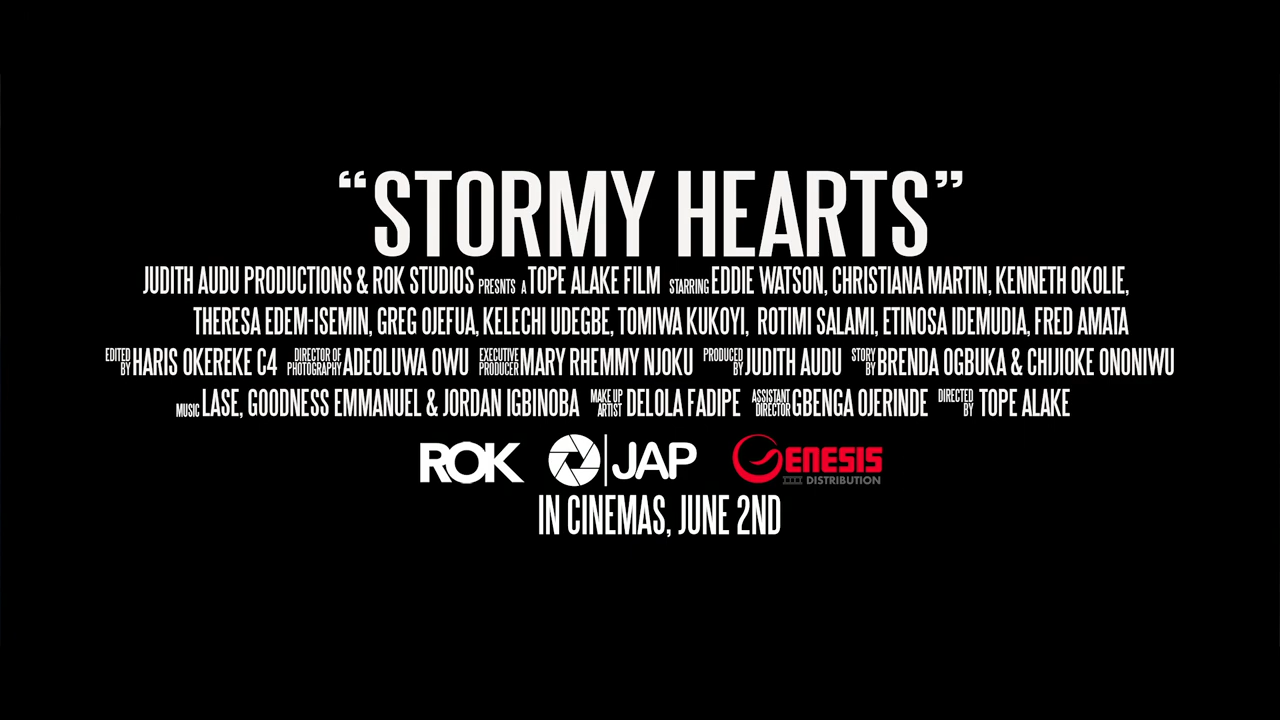 “STORMY HEARTS”
JUDITH AUDU PRODUCTIONS & ROK STUDIOS PRESNTS A TOPE ALAKE FILM STARRING EDDIE WATSON, CHRISTIANA MARTIN, KENNETH OKOLIE,
THERESA EDEM-ISEMIN, GREG OJEFUA, KELECHI UDEGBE, TOMIWA KUKOYI, ROTIMI SALAMI, ETINOSA IDEMUDIA, FRED AMATA
EDITED BY HARIS OKEREKE C4 DIRECTOR OF PHOTOGRAPHY ADEOLUWA OWU EXECUTIVE PRODUCER MARY RHEMMY NJOKU PRODUCED BY JUDITH AUDU STORY BY BRENDA OGBUKA & CHIJIOKE ONONIWU
MUSIC LASE, GOODNESS EMMANUEL & JORDAN IGBINOBA MAKE UP ARTIST DELOLA FADIPE ASSISTANT DIRECTOR GBENGA OJERINDE DIRECTED BY TOPE ALAKE
ROK JAP GENESIS DISTRIBUTION
IN CINEMAS, JUNE 2ND